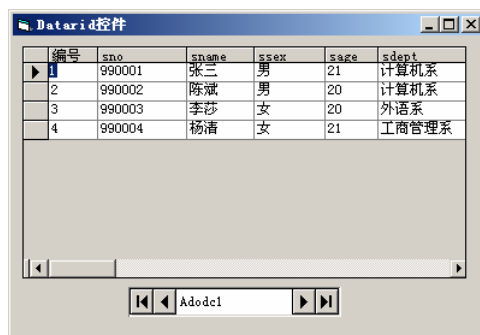 Datarid控件
编号 sno sname ssex sage sdept
1 990001 张三 男 21 计算机系
2 990002 陈斌 男 20 计算机系
3 990003 李莎 女 20 外语系
4 990004 杨清 女 21 工商管理系
Adodc1